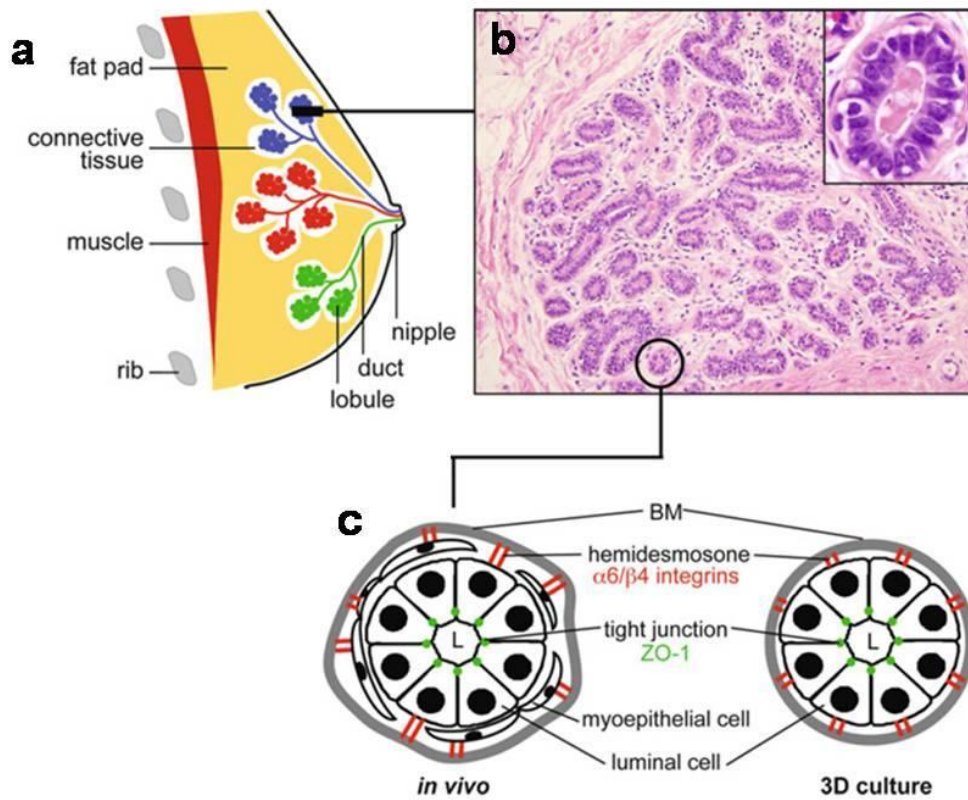 a
fat pad
connective
tissue
muscle
rib
nipple
duct
lobule
b
c
BM
hemidesmosone
α6/β4 integrins
tight junction
ZO-1
myoepithelial cell
luminal cell
L
L
in vivo
3D culture